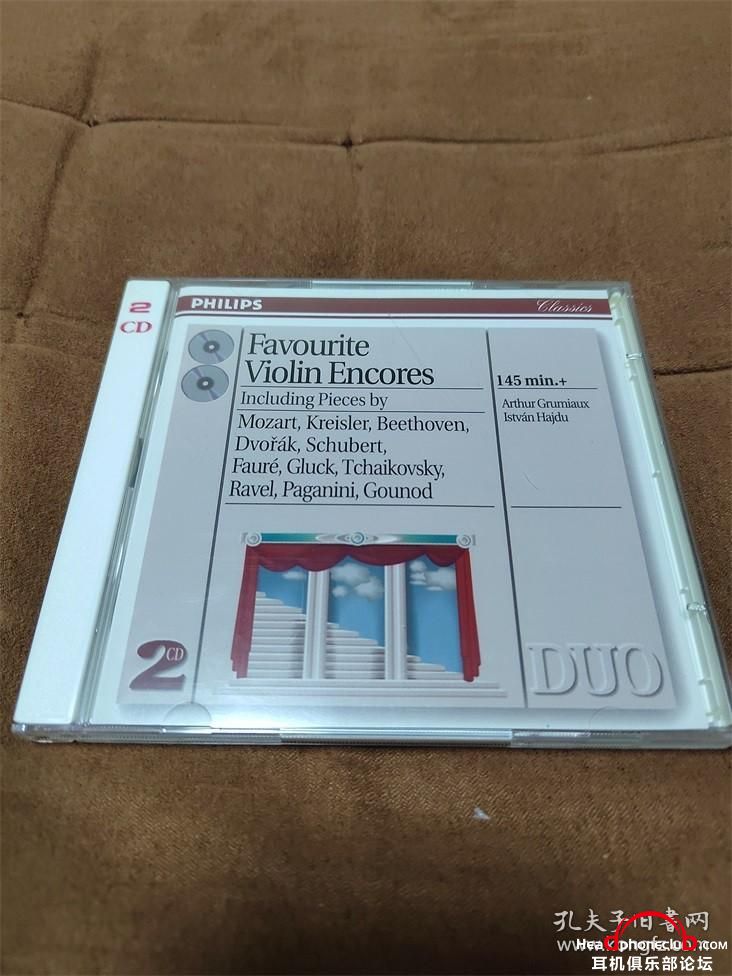 2
CD
PHILIPS
Classics
Favourite
Violin Encores
Including Pieces by
Mozart, Kreisler, Beethoven,
Dvořák, Schubert,
Fauré, Gluck, Tchaikovsky,
Ravel, Paganini, Gounod
145 min.+
Arthur Grumiaux
István Hajdu
2CD
DUO
孔夫子旧书网
耳机俱乐部论坛